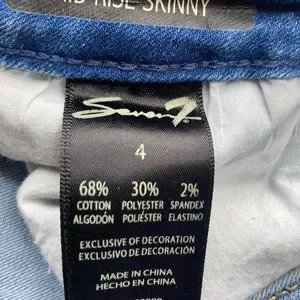 RISE SKINNY
Seven7
4
68% 30% 2%
COTTON POLYESTER SPANDEX
ALGODÓN POLIÉSTER ELASTINO
EXCLUSIVE OF DECORATION
EXCLUSIVO DE DECORACIÓN
MADE IN CHINA
HECHO EN CHINA